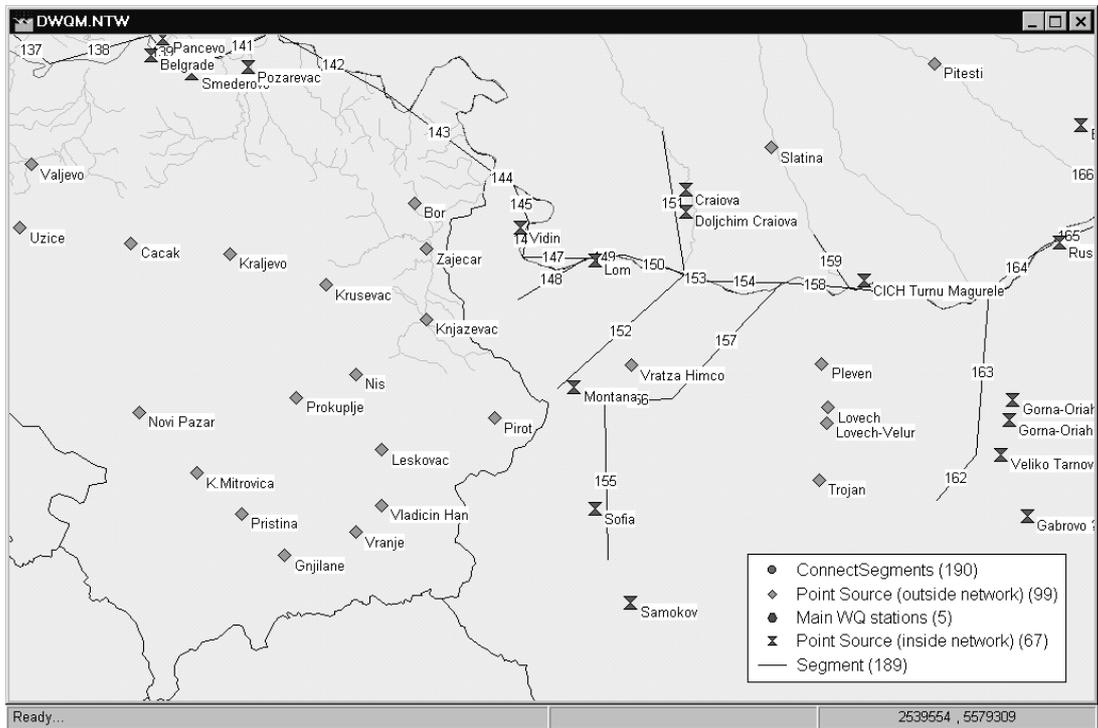 DWQM.NTW
137
138
Pancevo
141
Belgrade
142
Pozarevac
Pitesti
143
Slatina
Valjevo
166
144
151
Craiova
145
Bor
Doljchim Craiova
Uzice
Vidin
165
Cacak
Zajecar
147
Lom
150
159
164
Kraljevo
148
153
154
158
CICH Turnu Magurele
Krusevac
Knjazevac
152
157
Nis
Vratza Himco
Pleven
163
Prokuplje
Montana
Novi Pazar
Pirot
Lovech
Gorna-Oriah
Lovech-Velur
Gorna-Oriah
Leskovac
Veliko Tarnov
K.Mitrovica
155
Trojan
162
Pristina
Vladicin Han
Sofia
Gabrovo
Vranje
Gnjilane
Samokov
ConnectSegments (190)
Point Source (outside network) (99)
Main WQ stations (5)
Point Source (inside network) (67)
Segment (189)
Ready...
2539554 , 5579309